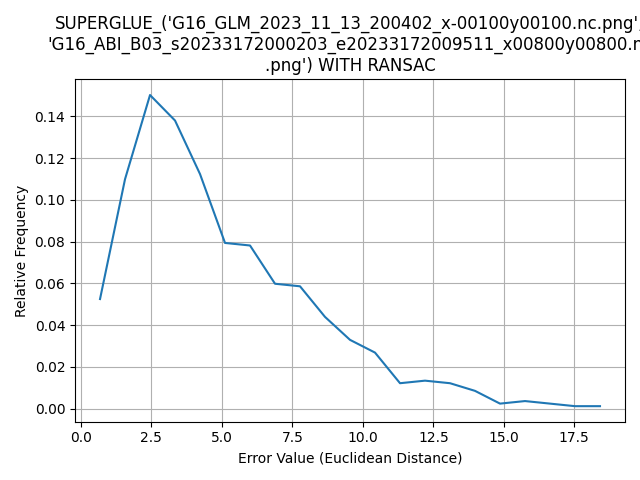 SUPERGLUE_('G16_GLM_2023_11_13_200402_x-00100y00100.nc.png',
'G16_ABI_B03_s20233172000203_e20233172009511_x00800y00800.n
.png') WITH RANSAC
0.14
0.12
0.10
0.08
0.06
0.04
0.02
0.00
Relative Frequency
0.0 2.5 5.0 7.5 10.0 12.5 15.0 17.5
Error Value (Euclidean Distance)